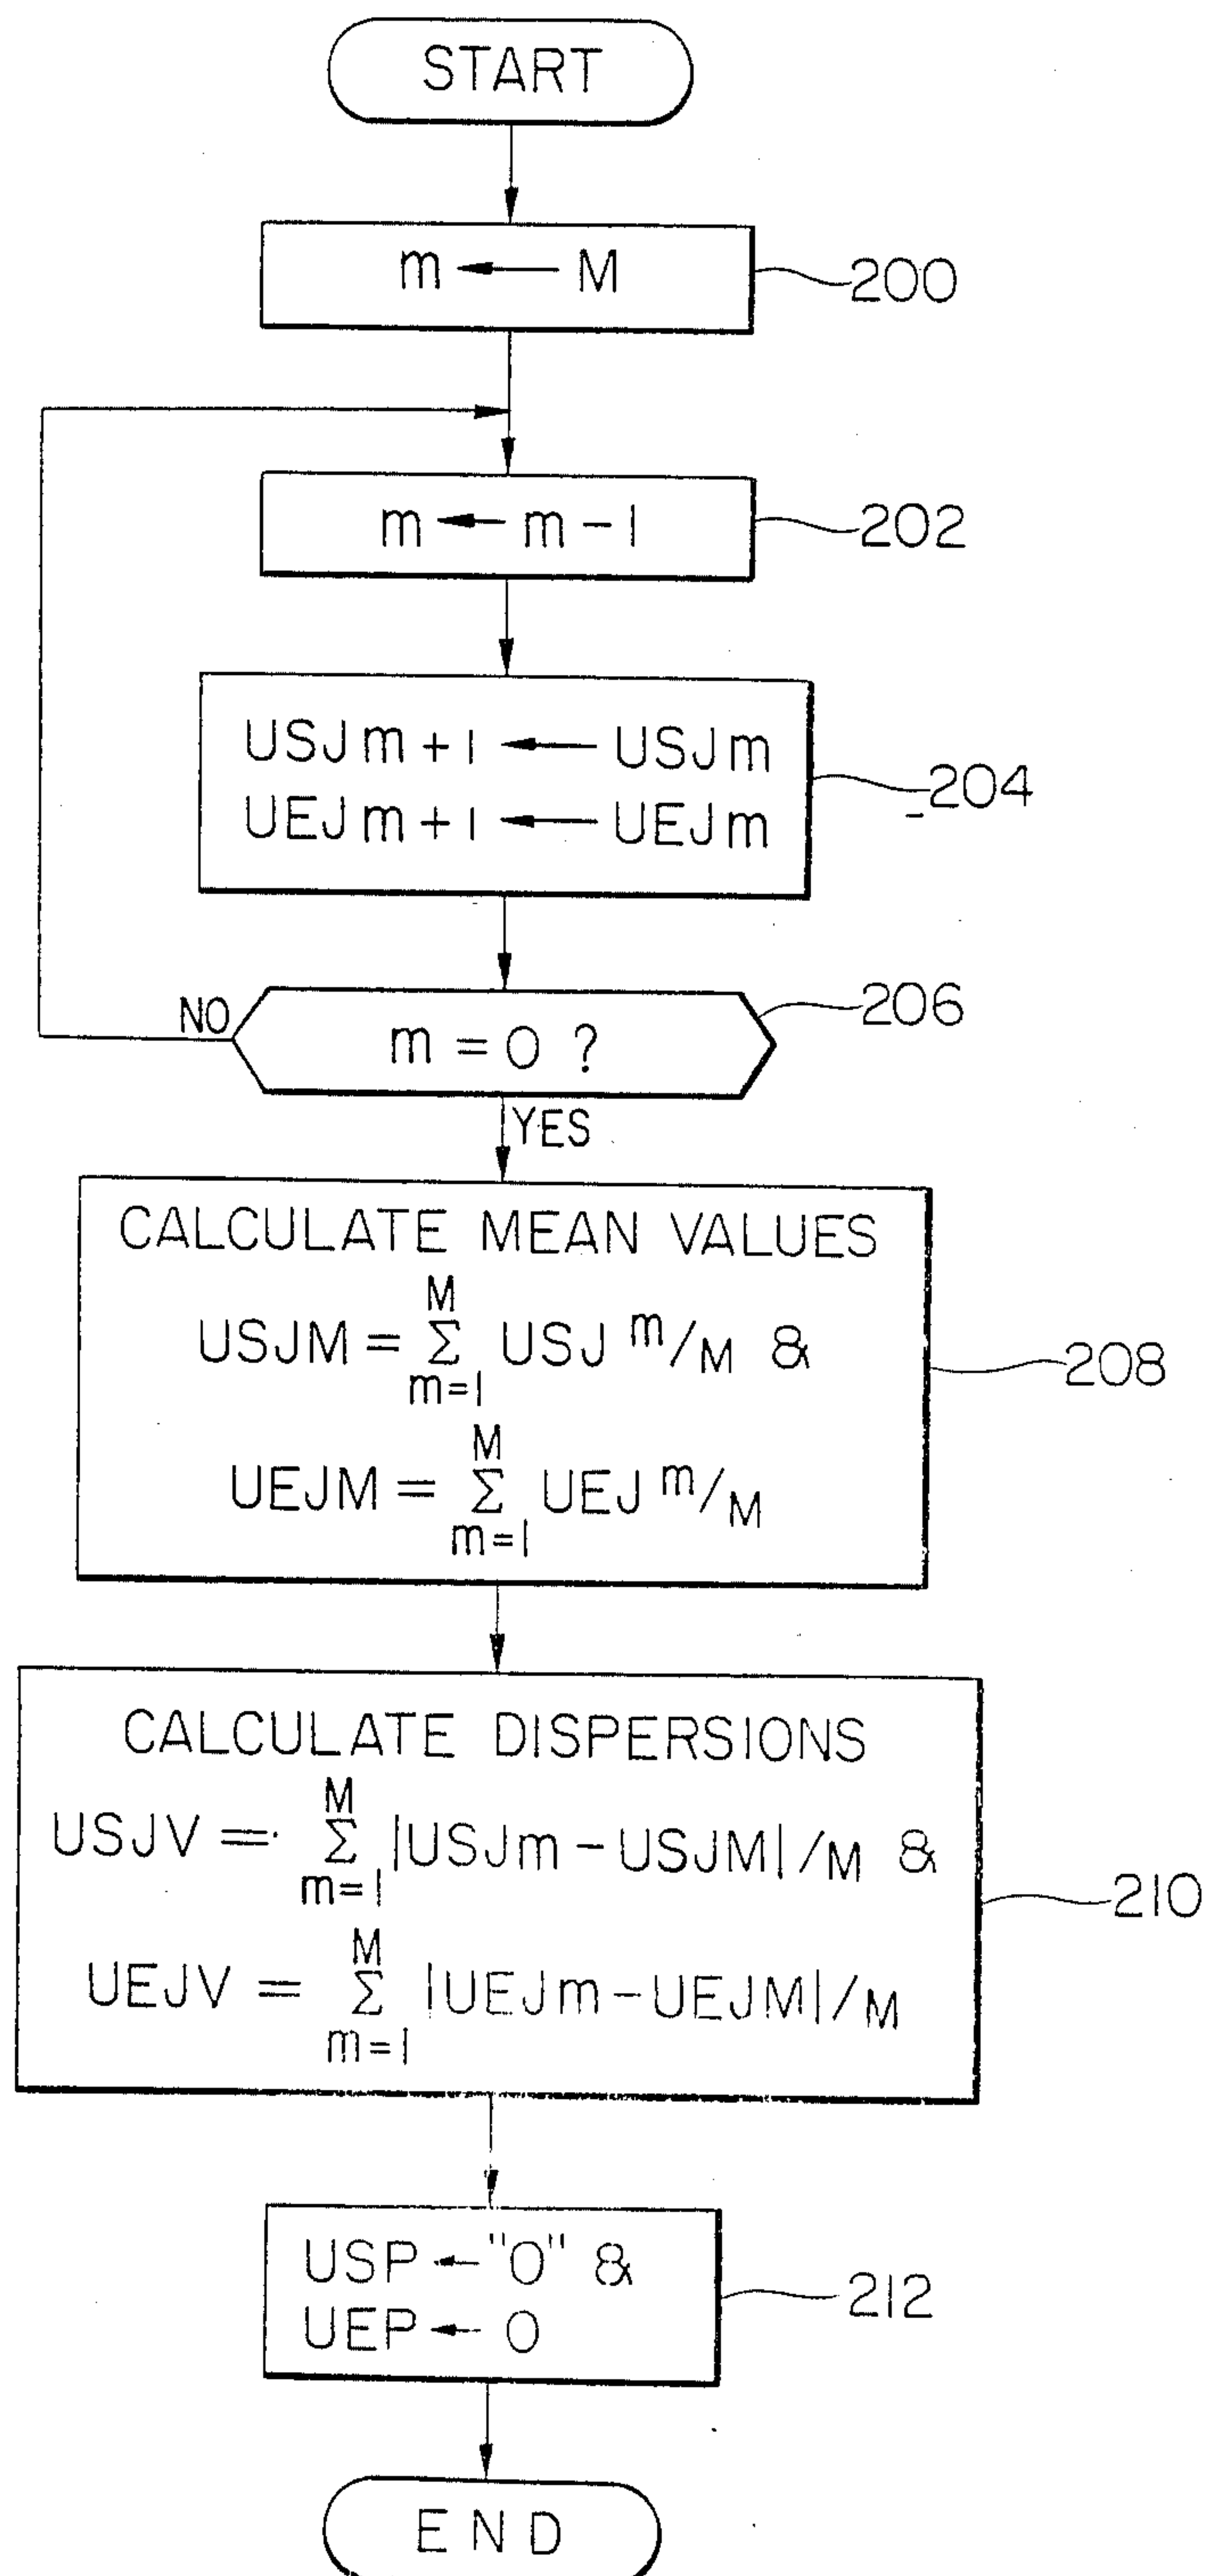 START
m ← M
200
m ← m - 1
202
USJm+1 ← USJm
UEJm+1 ← UEJm
204
NO
m = 0 ?
206
YES
CALCULATE MEAN VALUES
M
USJM = Σ USJ m/M &
m=1
M
UEJM = Σ UEJ m/M
m=1
208
CALCULATE DISPERSIONS
M
USJV = Σ |USJm - USJM| /M &
m=1
M
UEJV = Σ |UEJm - UEJM| /M
m=1
210
USP ← "0" &
UEP ← 0
212
END